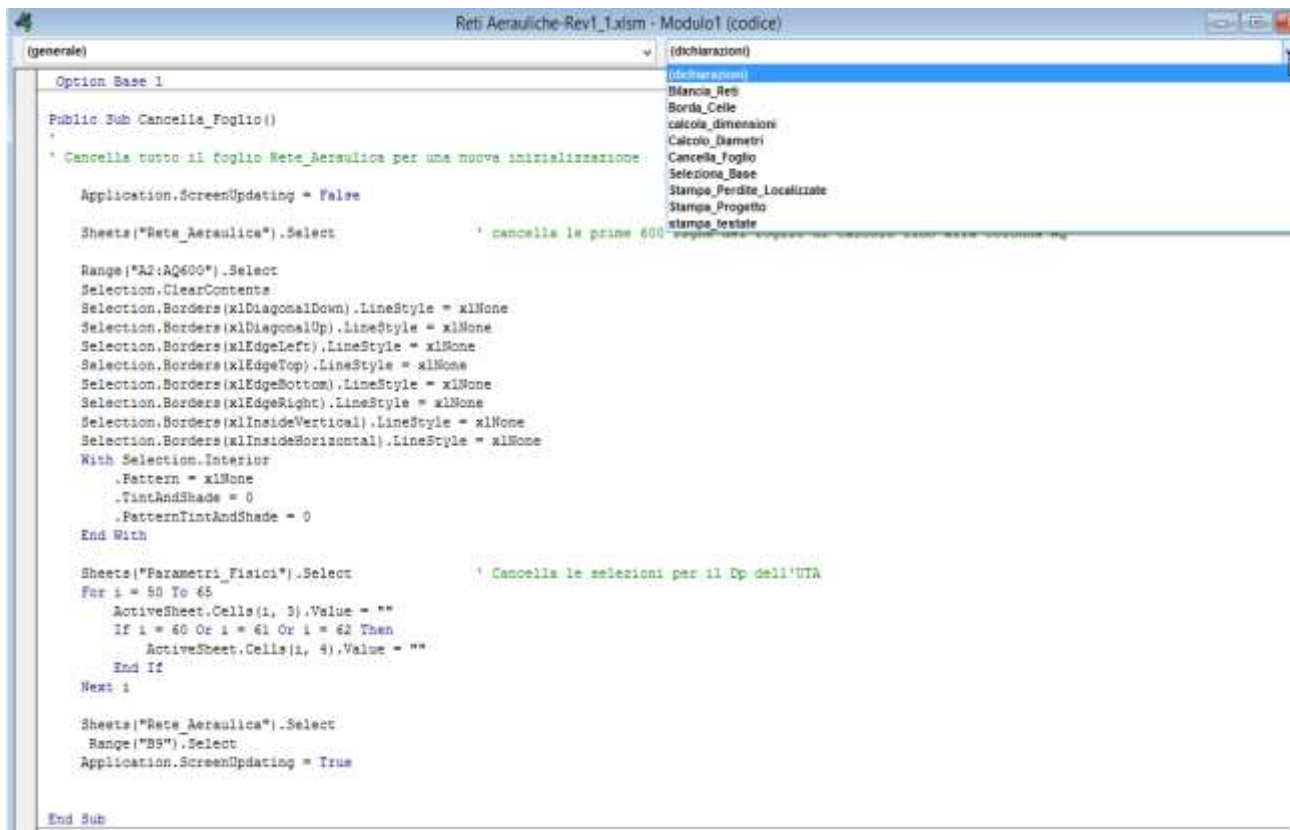 Reti Aerauliche-Rev1_1.xlsm - Modulo1 (codice)
(generale)
(dichiarazioni)
(dichiarazioni)
Bilancia_Reti
Borda_Celle
calcola_dimensioni
Calcolo_Diametri
Cancella_Foglio
Seleziona_Base
Stampa_Perdite_Localizzate
Stampa_Progetto
stampa_testate
Option Base 1
Public Sub Cancella_Foglio()
'
' Cancella tutto il foglio Rete_Aeraulica per una nuova inizializzazione
Application.ScreenUpdating = False
Sheets("Rete_Aeraulica").Select ' cancella le prime 600
Range("A2:AQ600").Select
Selection.ClearContents
Selection.Borders(xlDiagonalDown).LineStyle = xlNone
Selection.Borders(xlDiagonalUp).LineStyle = xlNone
Selection.Borders(xlEdgeLeft).LineStyle = xlNone
Selection.Borders(xlEdgeTop).LineStyle = xlNone
Selection.Borders(xlEdgeBottom).LineStyle = xlNone
Selection.Borders(xlEdgeRight).LineStyle = xlNone
Selection.Borders(xlInsideVertical).LineStyle = xlNone
Selection.Borders(xlInsideHorizontal).LineStyle = xlNone
With Selection.Interior
.Pattern = xlNone
.TintAndShade = 0
.PatternTintAndShade = 0
End With
Sheets("Parametri_Fisici").Select ' Cancella le selezioni per il Dp dell'UTA
For i = 50 To 65
ActiveSheet.Cells(i, 3).Value = ""
If i = 60 Or i = 61 Or i = 62 Then
ActiveSheet.Cells(i, 4).Value = ""
End If
Next i
Sheets("Rete_Aeraulica").Select
Range("B9").Select
Application.ScreenUpdating = True
End Sub